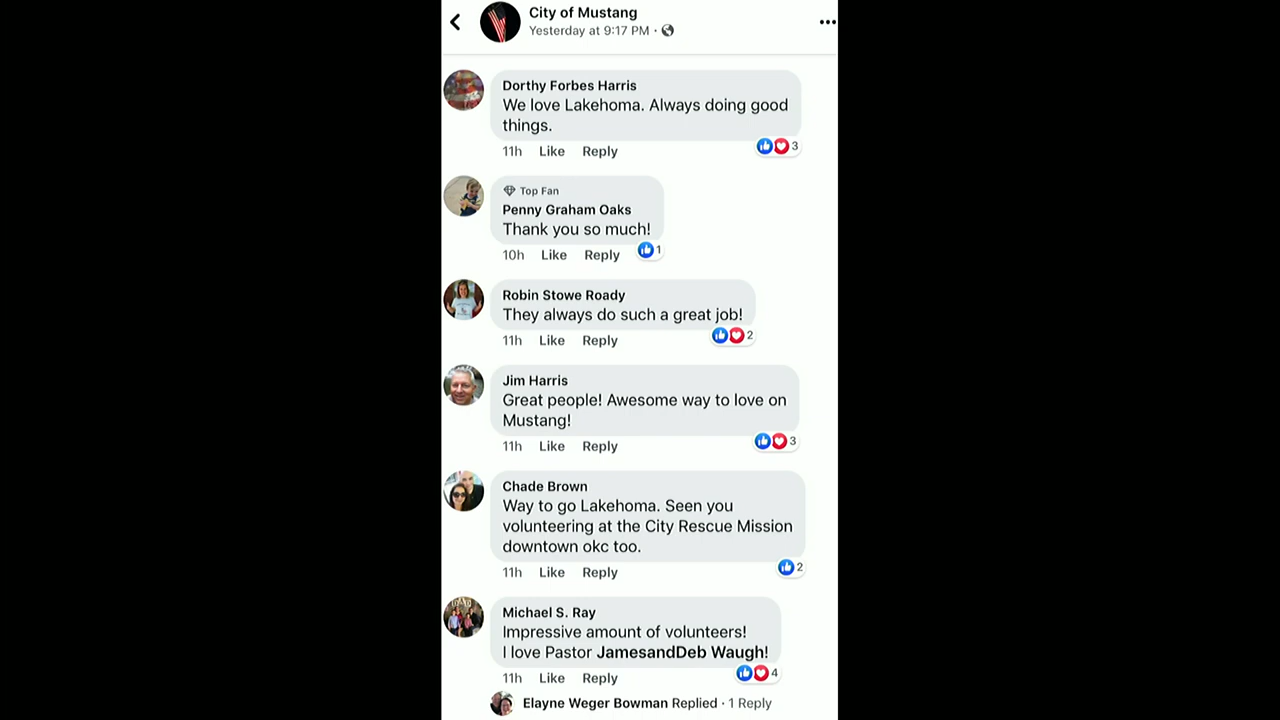 City of Mustang
Yesterday at 9:17 PM ·
Dorthy Forbes Harris
We love Lakehoma. Always doing good
things.
3
11h Like Reply
Top Fan
Penny Graham Oaks
Thank you so much!
1
10h Like Reply
Robin Stowe Roady
They always do such a great job!
2
11h Like Reply
Jim Harris
Great people! Awesome way to love on
Mustang!
3
11h Like Reply
Chade Brown
Way to go Lakehoma. Seen you
volunteering at the City Rescue Mission
downtown okc too.
2
11h Like Reply
Michael S. Ray
Impressive amount of volunteers!
I love Pastor JamesandDeb Waugh!
4
11h Like Reply
Elayne Weger Bowman Replied · 1 Reply